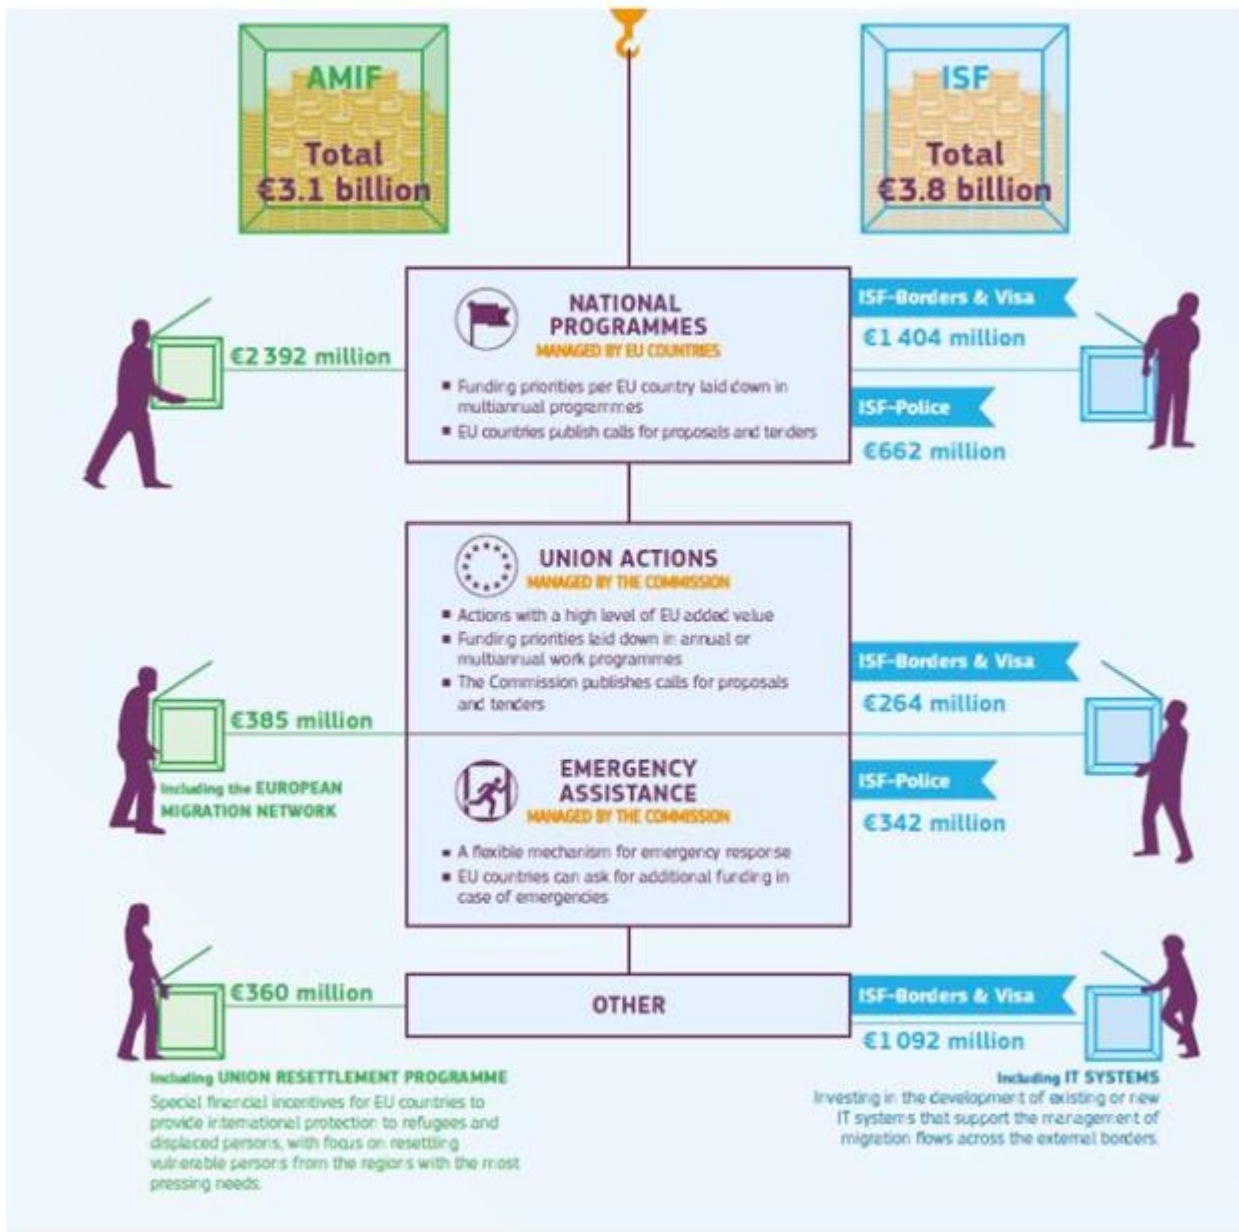 AMIF
Total
€3.1 billion
ISF
Total
€3.8 billion
NATIONAL
PROGRAMMES
MANAGED BY EU COUNTRIES
■ Funding priorities per EU country laid down in
multiannual programmes
■ EU countries publish calls for proposals and tenders
€2 392 million
ISF-Borders & Visa
€1 404 million
ISF-Police
€662 million
UNION ACTIONS
MANAGED BY THE COMMISSION
■ Actions with a high level of EU added value
■ Funding priorities laid down in annual or
multiannual work programmes
■ The Commission publishes calls for proposals
and tenders
€385 million
Including the EUROPEAN
MIGRATION NETWORK
ISF-Borders & Visa
€264 million
EMERGENCY
ASSISTANCE
MANAGED BY THE COMMISSION
■ A flexible mechanism for emergency response
■ EU countries can ask for additional funding in
case of emergencies
ISF-Police
€342 million
€360 million
OTHER
ISF-Borders & Visa
€1 092 million
Including UNION RESETTLEMENT PROGRAMME
Special financial incentives for EU countries to
provide international protection to refugees and
displaced persons, with focus on resettling
vulnerable persons from the regions with the most
pressing needs.
Including IT SYSTEMS
Investing in the development of existing or new
IT systems that support the management of
migration flows across the external borders.